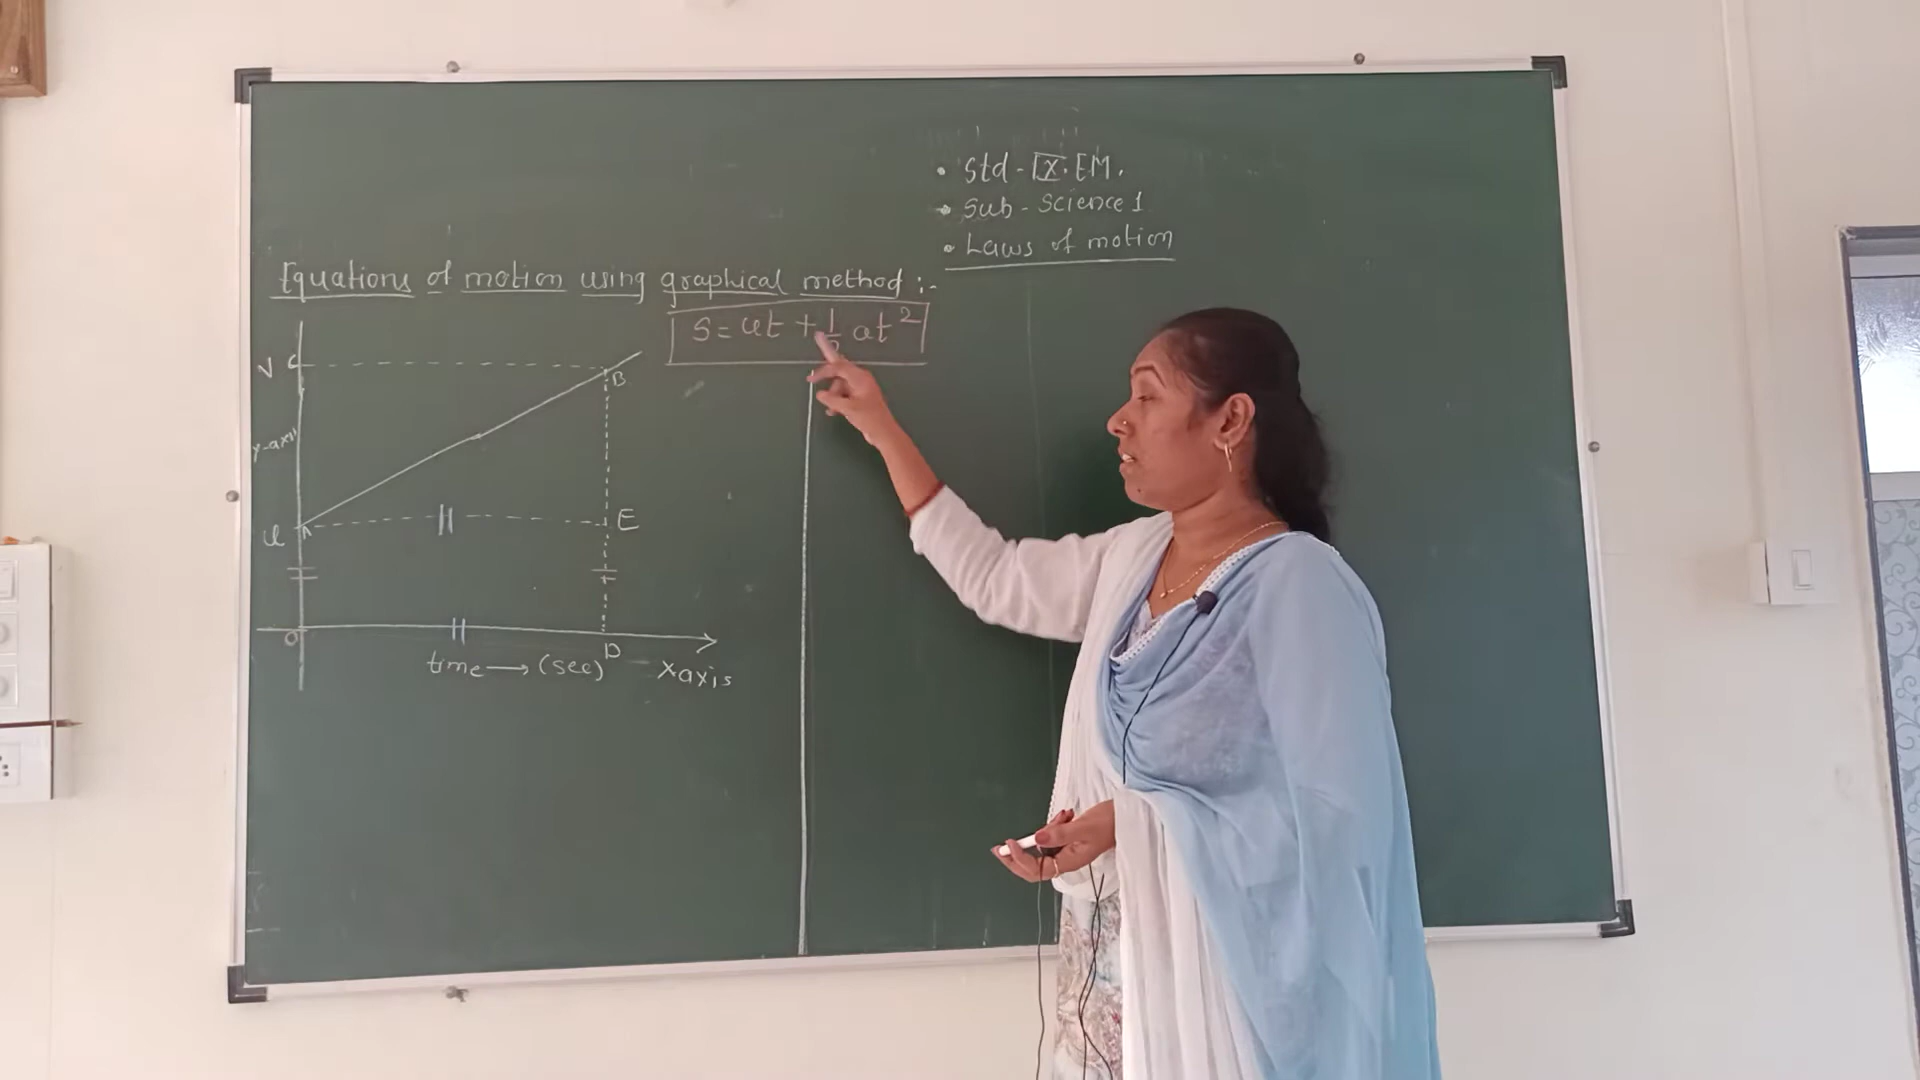 • Std - IX. EM.
• Sub - Science 1
• Laws of motion
Equations of motion using graphical method :-
S = ut + 1/2 at²
V C
B
y-axis
U A E
O D
time → (sec) X axis